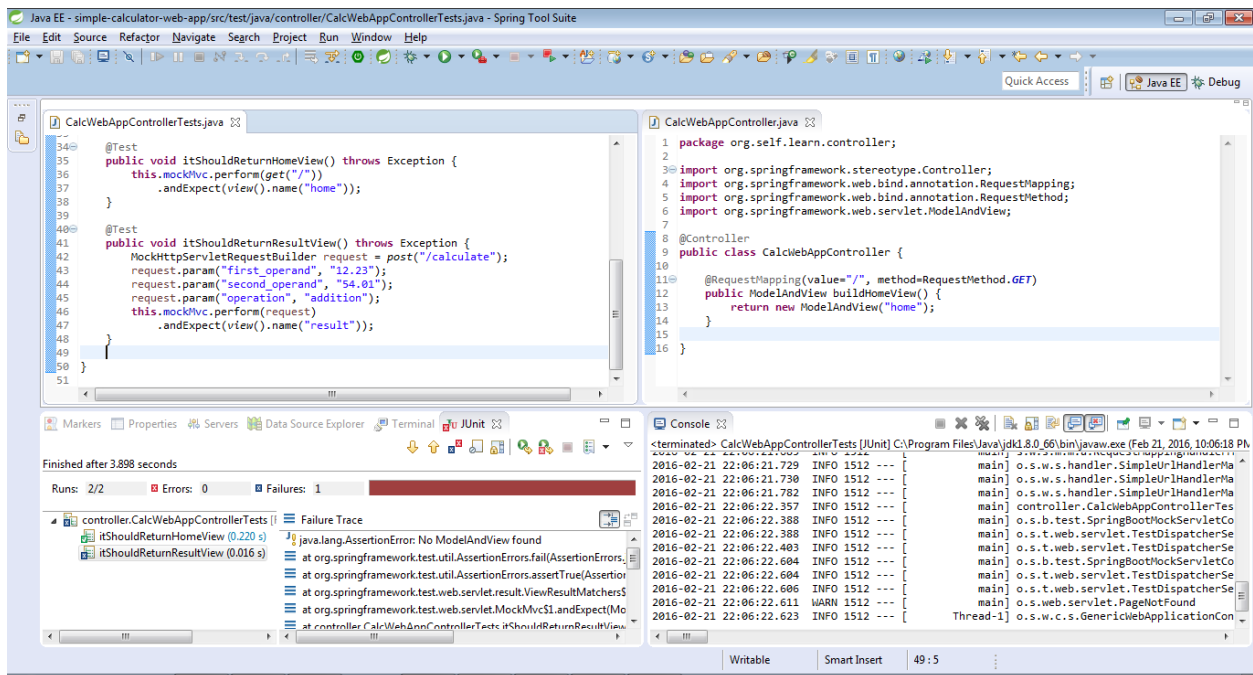 Java EE - simple-calculator-web-app/src/test/java/controller/CalcWebAppControllerTests.java - Spring Tool Suite
File Edit Source Refactor Navigate Search Project Run Window Help
Quick Access
Java EE
Debug
CalcWebAppControllerTests.java
34 @Test
35 public void itShouldReturnHomeView() throws Exception {
36 this.mockMvc.perform(get("/"))
37 .andExpect(view().name("home"));
38 }
39
40 @Test
41 public void itShouldReturnResultView() throws Exception {
42 MockHttpServletRequestBuilder request = post("/calculate");
43 request.param("first_operand", "12.23");
44 request.param("second_operand", "54.01");
45 request.param("operation", "addition");
46 this.mockMvc.perform(request)
47 .andExpect(view().name("result"));
48 }
49
50 }
51
CalcWebAppController.java
1 package org.self.learn.controller;
2
3 import org.springframework.stereotype.Controller;
4 import org.springframework.web.bind.annotation.RequestMapping;
5 import org.springframework.web.bind.annotation.RequestMethod;
6 import org.springframework.web.servlet.ModelAndView;
7
8 @Controller
9 public class CalcWebAppController {
10
11 @RequestMapping(value="/", method=RequestMethod.GET)
12 public ModelAndView buildHomeView() {
13 return new ModelAndView("home");
14 }
15
16 }
Markers Properties Servers Data Source Explorer Terminal JUnit
Finished after 3.898 seconds
Runs: 2/2 Errors: 0 Failures: 1
controller.CalcWebAppControllerTests [
itShouldReturnHomeView (0.220 s)
itShouldReturnResultView (0.016 s)
Failure Trace
java.lang.AssertionError: No ModelAndView found
at org.springframework.test.util.AssertionErrors.fail(AssertionErrors.
at org.springframework.test.util.AssertionErrors.assertTrue(Assertion
at org.springframework.test.web.servlet.result.ViewResultMatchers$
at org.springframework.test.web.servlet.MockMvc$1.andExpect(Mo
at controller.CalcWebAppControllerTests.itShouldReturnResultView
Console
<terminated> CalcWebAppControllerTests [JUnit] C:\Program Files\Java\jdk1.8.0_66\bin\javaw.exe (Feb 21, 2016, 10:06:18 PM
2016-02-21 22:06:21.729 INFO 1512 --- [ main] o.s.w.s.handler.SimpleUrlHandlerMa
2016-02-21 22:06:21.730 INFO 1512 --- [ main] o.s.w.s.handler.SimpleUrlHandlerMa
2016-02-21 22:06:21.782 INFO 1512 --- [ main] o.s.w.s.handler.SimpleUrlHandlerMa
2016-02-21 22:06:22.357 INFO 1512 --- [ main] controller.CalcWebAppControllerTes
2016-02-21 22:06:22.388 INFO 1512 --- [ main] o.s.b.test.SpringBootMockServletCo
2016-02-21 22:06:22.388 INFO 1512 --- [ main] o.s.t.web.servlet.TestDispatcherSe
2016-02-21 22:06:22.403 INFO 1512 --- [ main] o.s.t.web.servlet.TestDispatcherSe
2016-02-21 22:06:22.604 INFO 1512 --- [ main] o.s.b.test.SpringBootMockServletCo
2016-02-21 22:06:22.604 INFO 1512 --- [ main] o.s.t.web.servlet.TestDispatcherSe
2016-02-21 22:06:22.606 INFO 1512 --- [ main] o.s.t.web.servlet.TestDispatcherSe
2016-02-21 22:06:22.611 WARN 1512 --- [ main] o.s.web.servlet.PageNotFound
2016-02-21 22:06:22.623 INFO 1512 --- [ Thread-1] o.s.w.c.s.GenericWebApplicationCon
Writable Smart Insert 49 : 5